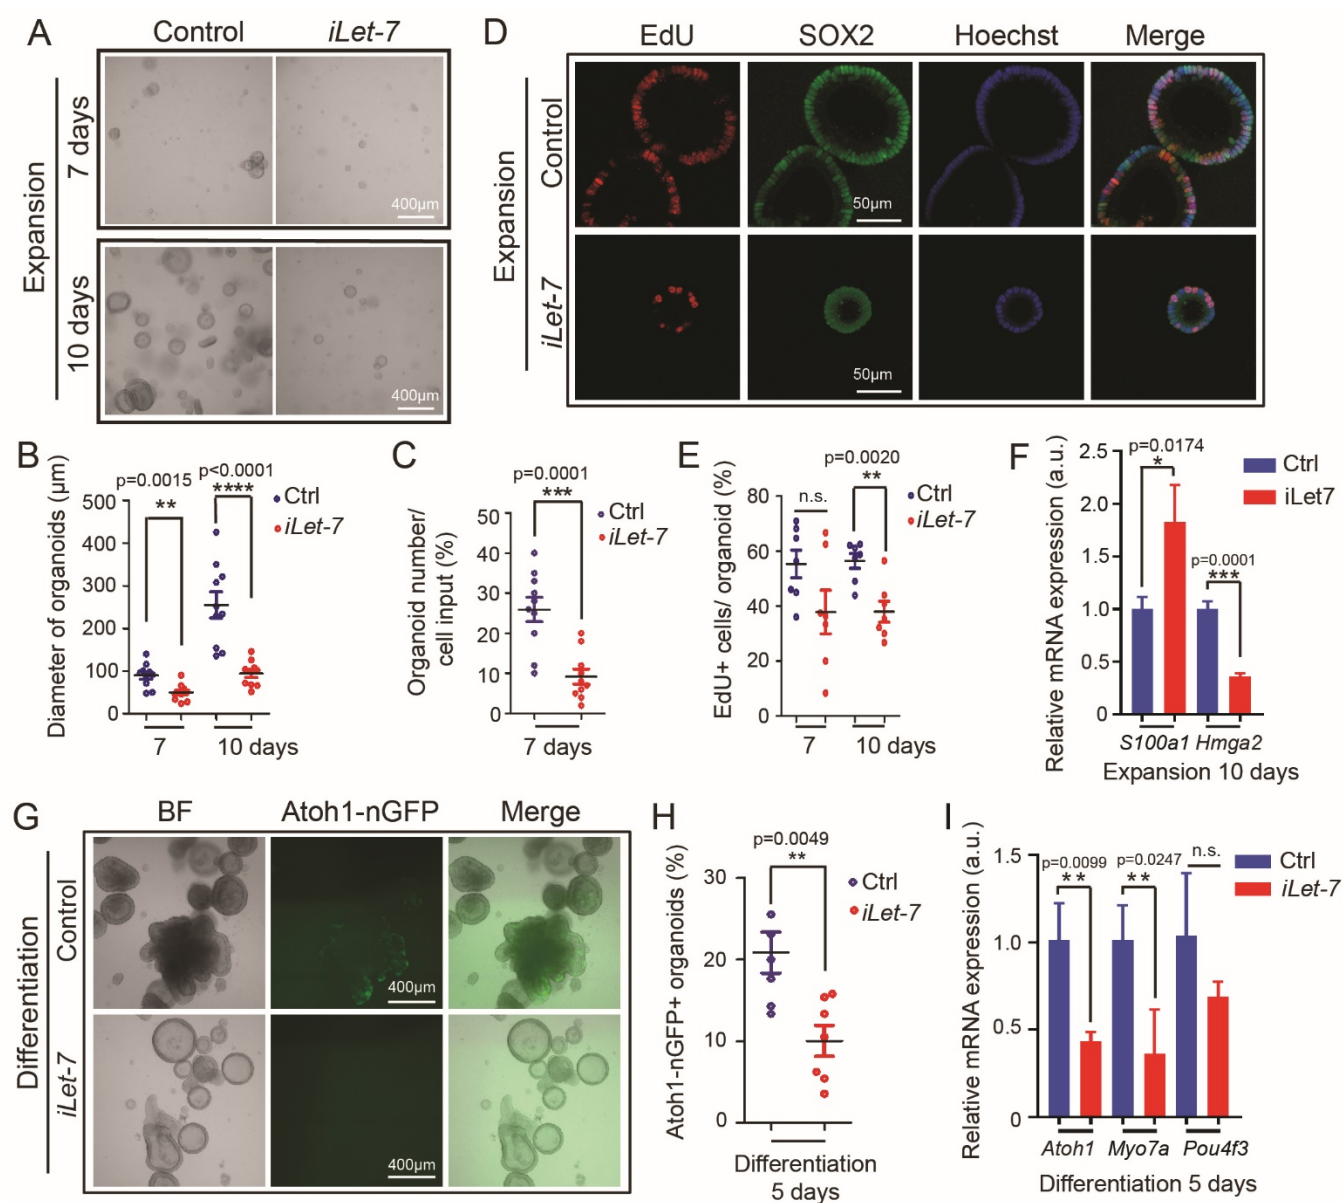 A
Control
iLet-7
Expansion
7 days
400µm
10 days
400µm
D
EdU
SOX2
Hoechst
Merge
Expansion
Control
50µm
iLet-7
50µm
B
Diameter of organoids (µm)
p=0.0015
**
p<0.0001
****
Ctrl
iLet-7
500
400
300
200
100
0
7
10 days
C
Organoid number/
cell input (%)
p=0.0001
***
Ctrl
iLet-7
50
40
30
20
10
0
7 days
E
EdU+ cells/ organoid (%)
n.s.
p=0.0020
**
Ctrl
iLet-7
80
60
40
20
0
7
10 days
F
Relative mRNA expression (a.u.)
p=0.0174
*
p=0.0001
***
Ctrl
iLet7
2.5
2.0
2.5
1.0
0.5
0
S100a1 Hmga2
Expansion 10 days
G
BF
Atoh1-nGFP
Merge
Differentiation
Control
400µm
iLet-7
400µm
H
Atoh1-nGFP+ organoids (%)
p=0.0049
**
Ctrl
iLet-7
30
20
10
0
Differentiation
5 days
I
Relative mRNA expression (a.u.)
p=0.0099
**
p=0.0247
**
n.s.
Ctrl
iLet-7
1.5
1.0
0.5
0
Atoh1 Myo7a Pou4f3
Differentiation 5 days